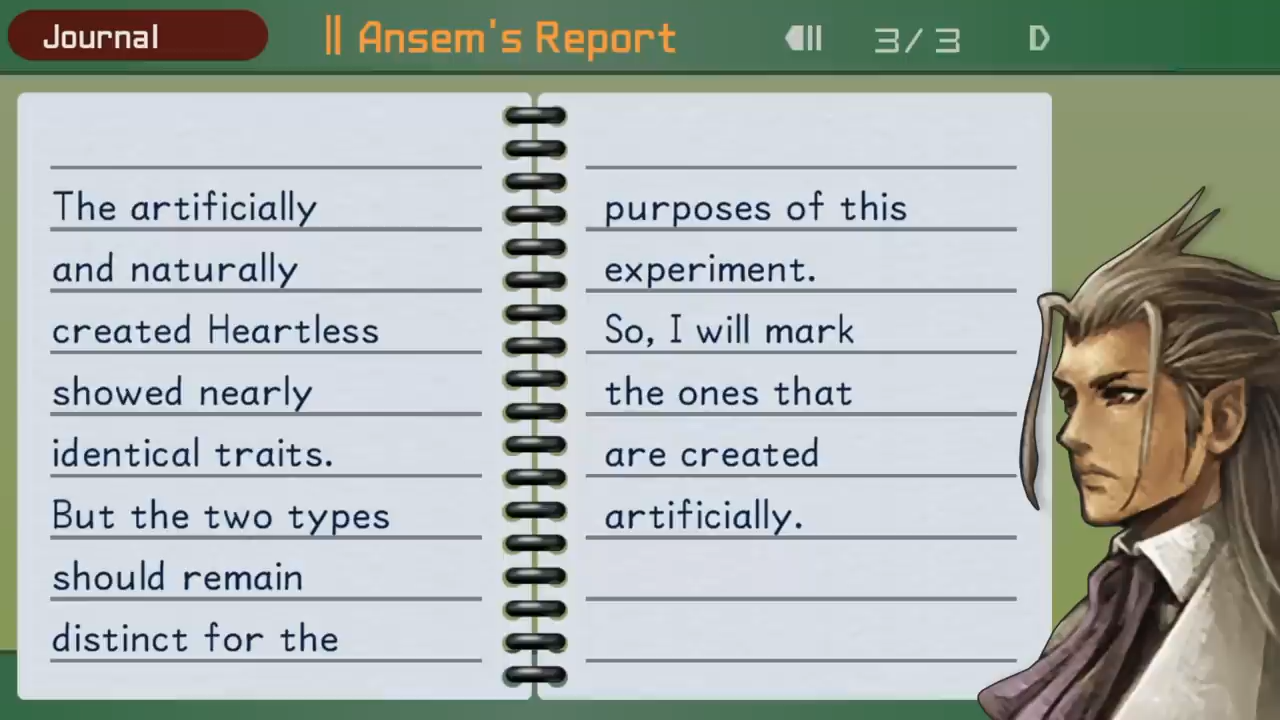 Journal
Ansem's Report
3/3
D
The artificially
and naturally
created Heartless
showed nearly
identical traits.
But the two types
should remain
distinct for the
purposes of this
experiment.
So, I will mark
the ones that
are created
artificially.